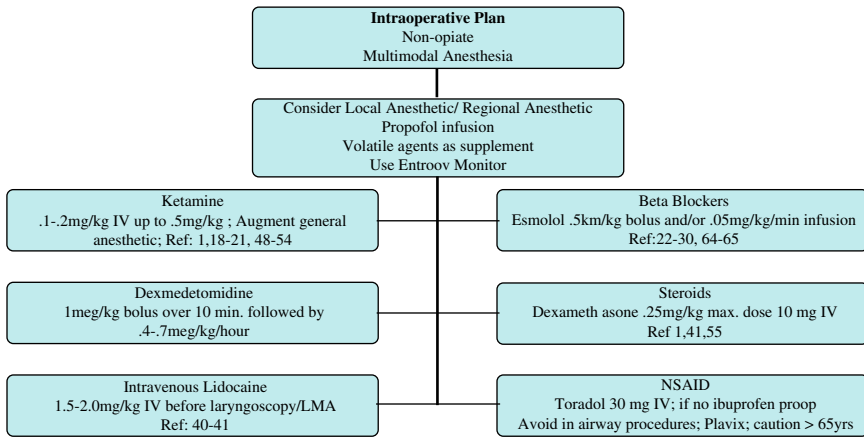 Intraoperative Plan
Non-opiate
Multimodal Anesthesia
Consider Local Anesthetic/ Regional Anesthetic
Propofol infusion
Volatile agents as supplement
Use Entroov Monitor
Ketamine
.1-.2mg/kg IV up to .5mg/kg ; Augment general
anesthetic; Ref: 1,18-21, 48-54
Beta Blockers
Esmolol .5km/kg bolus and/or .05mg/kg/min infusion
Ref:22-30, 64-65
Dexmedetomidine
1meg/kg bolus over 10 min. followed by
.4-.7meg/kg/hour
Steroids
Dexameth asone .25mg/kg max. dose 10 mg IV
Ref 1,41,55
Intravenous Lidocaine
1.5-2.0mg/kg IV before laryngoscopy/LMA
Ref: 40-41
NSAID
Toradol 30 mg IV; if no ibuprofen proop
Avoid in airway procedures; Plavix; caution > 65yrs